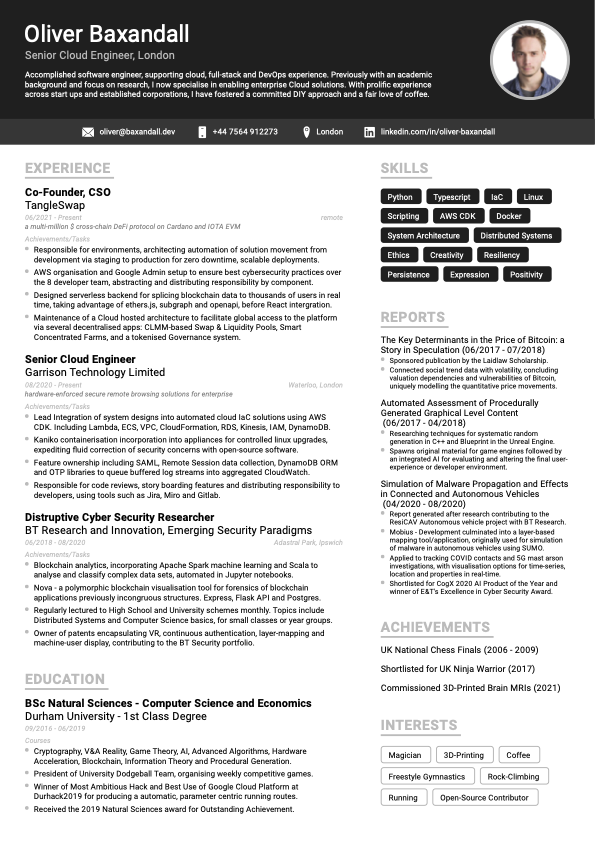 Oliver Baxandall
Senior Cloud Engineer, London
Accomplished software engineer, supporting cloud, full-stack and DevOps experience. Previously with an academic
background and focus on research, I now specialise in enabling enterprise Cloud solutions. With prolific experience
across start ups and established corporations, I have fostered a committed DIY approach and a fair love of coffee.
oliver@baxandall.dev
+44 7564 912273
London
linkedin.com/in/oliver-baxandall
EXPERIENCE
Co-Founder, CSO
TangleSwap
06/2021 - Present
remote
a multi-million $ cross-chain DeFi protocol on Cardano and IOTA EVM
Achievements/Tasks
Responsible for environments, architecting automation of solution movement from
development via staging to production for zero downtime, scalable deployments.
AWS organisation and Google Admin setup to ensure best cybersecurity practices over
the 8 developer team, abstracting and distributing responsibility by component.
Designed serverless backend for splicing blockchain data to thousands of users in real
time, taking advantage of ethers.js, subgraph and openapi, before React intergration.
Maintenance of a Cloud hosted architecture to facilitate global access to the platform
via several decentralised apps: CLMM-based Swap & Liquidity Pools, Smart
Concentrated Farms, and a tokenised Governance system.
Senior Cloud Engineer
Garrison Technology Limited
08/2020 - Present
Waterloo, London
hardware-enforced secure remote browsing solutions for enterprise
Achievements/Tasks
Lead Integration of system designs into automated cloud IaC solutions using AWS
CDK. Including Lambda, ECS, VPC, CloudFormation, RDS, Kinesis, IAM, DynamoDB.
Kaniko containerisation incorporation into appliances for controlled linux upgrades,
expediting fluid correction of security concerns with open-source software.
Feature ownership including SAML, Remote Session data collection, DynamoDB ORM
and OTP libraries to queue buffered log streams into aggregated CloudWatch.
Responsible for code reviews, story boarding features and distributing responsibility to
developers, using tools such as Jira, Miro and Gitlab.
Distruptive Cyber Security Researcher
BT Research and Innovation, Emerging Security Paradigms
06/2018 - 08/2020
Adastral Park, Ipswich
Achievements/Tasks
Blockchain analytics, incorporating Apache Spark machine learning and Scala to
analyse and classify complex data sets, automated in Jupyter notebooks.
Nova - a polymorphic blockchain visualisation tool for forensics of blockchain
applications previously incongruous structures. Express, Flask API and Postgres.
Regularly lectured to High School and University schemes monthly. Topics include
Distributed Systems and Computer Science basics, for small classes or year groups.
Owner of patents encapsulating VR, continuous authentication, layer-mapping and
machine-user display, contributing to the BT Security portfolio.
EDUCATION
BSc Natural Sciences - Computer Science and Economics
Durham University - 1st Class Degree
09/2016 - 06/2019
Courses
Cryptography, V&A Reality, Game Theory, AI, Advanced Algorithms, Hardware
Acceleration, Blockchain, Information Theory and Procedural Generation.
President of University Dodgeball Team, organising weekly competitive games.
Winner of Most Ambitious Hack and Best Use of Google Cloud Platform at
Durhack2019 for producing a automatic, parameter centric running routes.
Received the 2019 Natural Sciences award for Outstanding Achievement.
SKILLS
Python Typescript IaC Linux
Scripting AWS CDK Docker
System Architecture Distributed Systems
Ethics Creativity Resiliency
Persistence Expression Positivity
REPORTS
The Key Determinants in the Price of Bitcoin: a
Story in Speculation (06/2017 - 07/2018)
Sponsored publication by the Laidlaw Scholarship.
Connected social trend data with volatility, concluding
valuation dependencies and vulnerabilities of Bitcoin,
uniquely modelling the quantitative price movements.
Automated Assessment of Procedurally
Generated Graphical Level Content
(06/2017 - 04/2018)
Researching techniques for systematic random
generation in C++ and Blueprint in the Unreal Engine.
Spawns original material for game engines followed by
an integrated AI for evaluating and altering the final user-
experience or developer environment.
Simulation of Malware Propagation and Effects
in Connected and Autonomous Vehicles
(04/2020 - 08/2020)
Report generated after research contributing to the
ResiCAV Autonomous vehicle project with BT Research.
Mobius - Development culminated into a layer-based
mapping tool/application, originally used for simulation
of malware in autonomous vehicles using SUMO.
Applied to tracking COVID contacts and SG mast arson
investigations, with visualisation options for time-series,
location and properties in real-time.
Shortlisted for CogX 2020 AI Product of the Year and
winner of E&T's Excellence in Cyber Security Award.
ACHIEVEMENTS
UK National Chess Finals (2006 - 2009)
Shortlisted for UK Ninja Warrior (2017)
Commissioned 3D-Printed Brain MRIs (2021)
INTERESTS
Magician 3D-Printing Coffee
Freestyle Gymnastics Rock-Climbing
Running Open-Source Contributor